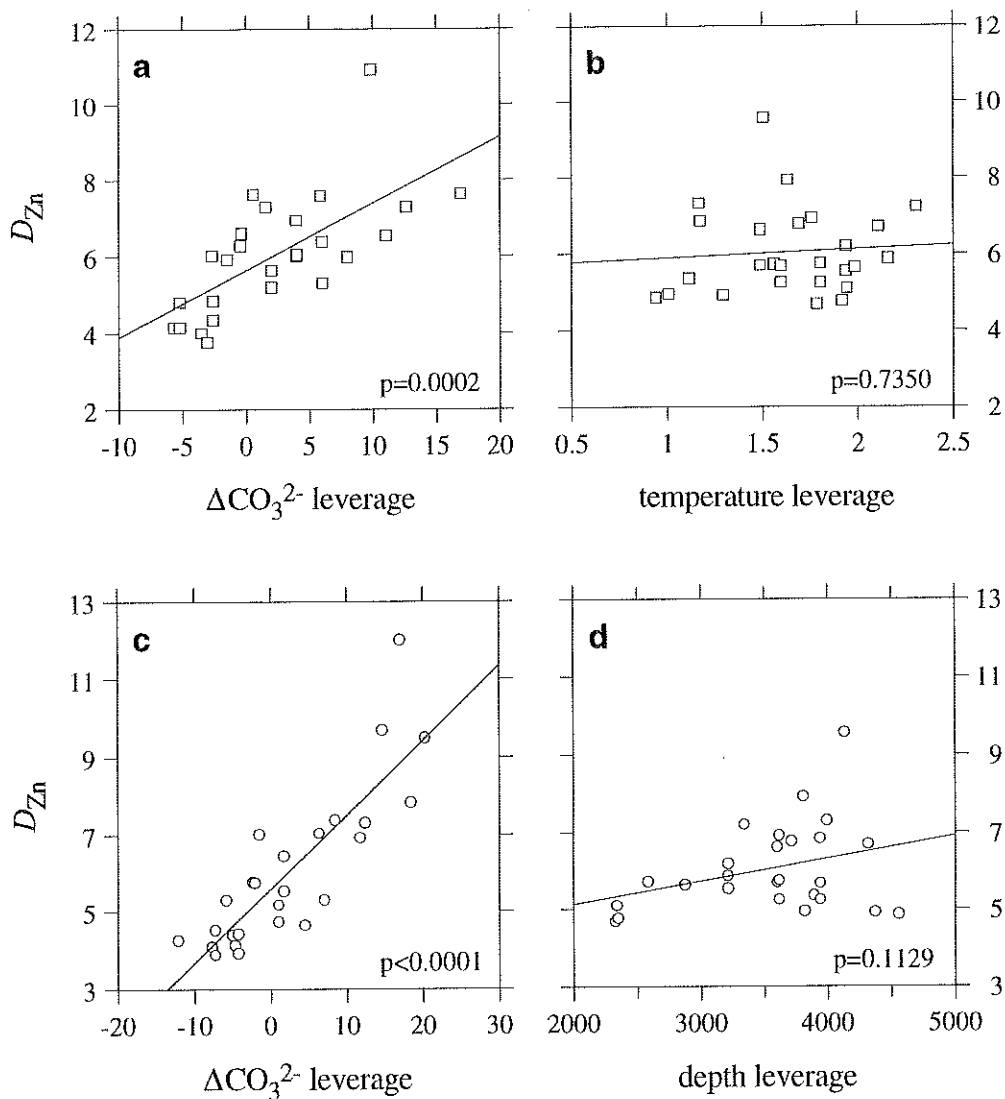 a
12
10
8
6
4
2
D_Zn
-10 -5 0 5 10 15 20
ΔCO₃²⁻ leverage
p=0.0002
b
12
10
8
6
4
2
0.5 1 1.5 2 2.5
temperature leverage
p=0.7350
c
13
11
9
7
5
3
D_Zn
-20 -10 0 10 20 30
ΔCO₃²⁻ leverage
p<0.0001
d
13
11
9
7
5
3
2000 3000 4000 5000
depth leverage
p=0.1129